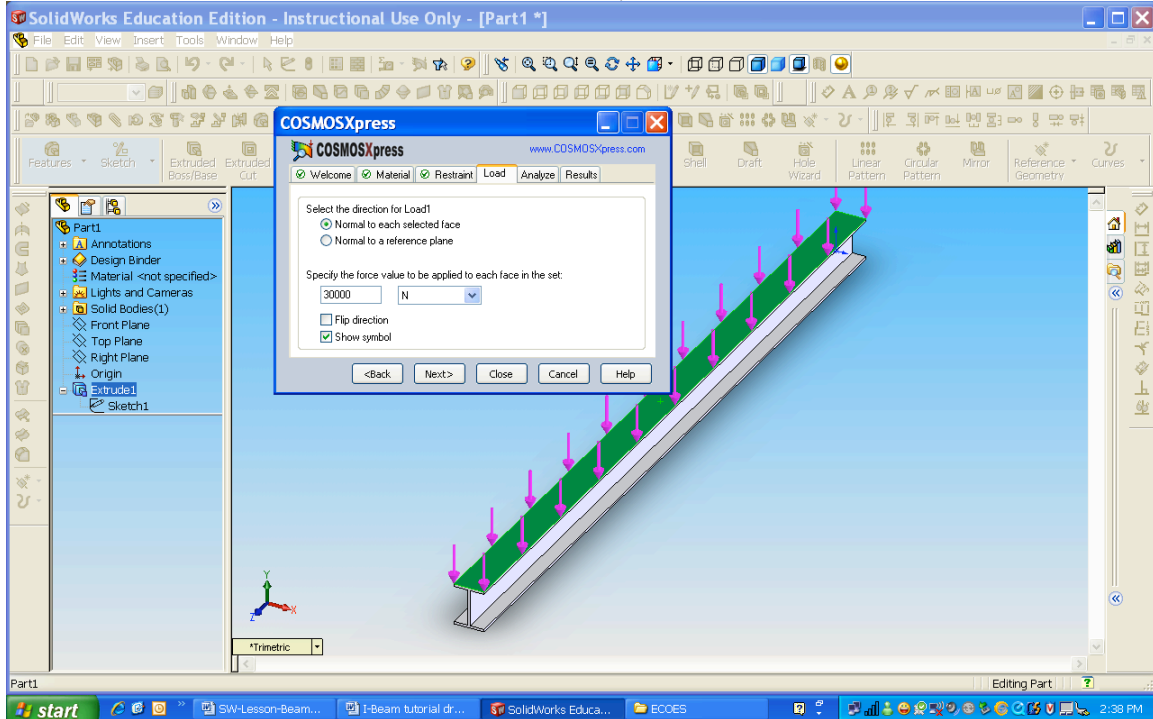 SolidWorks Education Edition - Instructional Use Only - [Part1 *]
File Edit View Insert Tools Window Help
Features Sketch Extruded Boss/Base Extruded Cut Shell Draft Hole Wizard Linear Pattern Circular Pattern Mirror Reference Geometry Curves
COSMOSXpress
COSMOSXpress www.COSMOSXpress.com
Welcome Material Restraint Load Analyze Results
Select the direction for Load1
Normal to each selected face
Normal to a reference plane
Specify the force value to be applied to each face in the set:
30000 N
Flip direction
Show symbol
<Back Next> Close Cancel Help
Part1
Annotations
Design Binder
Material <not specified>
Lights and Cameras
Solid Bodies(1)
Front Plane
Top Plane
Right Plane
Origin
Extrude1
Sketch1
Y
X
Z
*Trimetric
Part1 Editing Part
start SW-Lesson-Beam... I-Beam tutorial dr... SolidWorks Educa... ECOES 2:38 PM